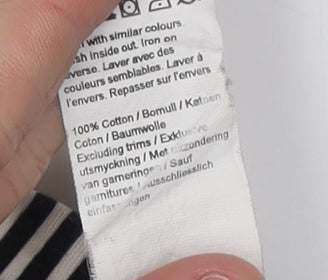 with similar colours.
sh inside out. Iron on
verse. Laver avec des
couleurs semblables. Laver à
l'envers. Repasser sur l'envers
100% Cotton / Bomull / Katoen
Coton / Baumwolle
Excluding trims / Exklusive
utsmyckning / Met uitzondering
van garneringen / Sauf
garnitures / Ausschliesslich
einfassungen